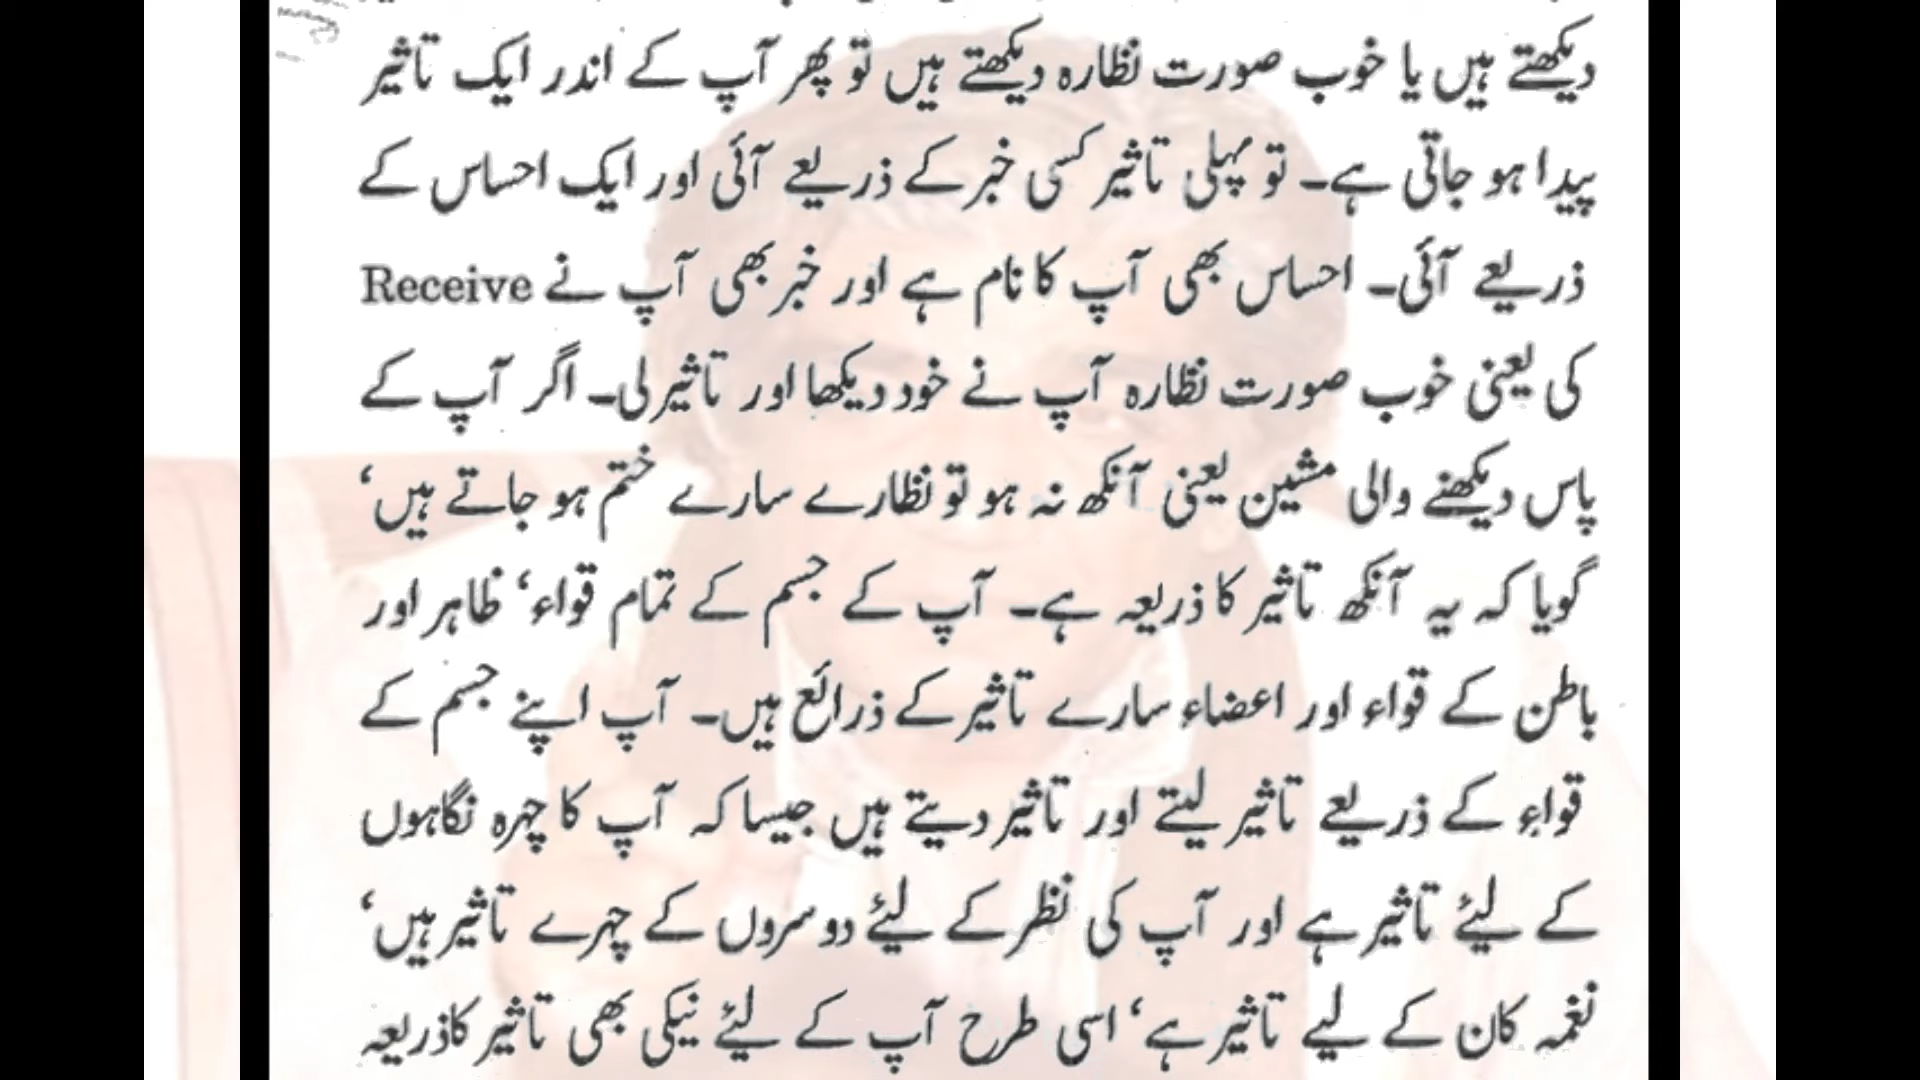 دیکھتے ہیں یا خوب صورت نظارہ دیکھتے ہیں تو پھر آپ کے اندر ایک تاثیر
پیدا ہو جاتی ہے۔ تو پہلی تاثیر کسی خبر کے ذریعے آئی اور ایک احساس کے
ذریعے آئی۔ احساس بھی آپ کا نام ہے اور خبر بھی آپ نے Receive
کی یعنی خوب صورت نظارہ آپ نے خود دیکھا اور تاثیر لی۔ اگر آپ کے
پاس دیکھنے والی مشین یعنی آنکھ نہ ہو تو نظارے سارے ختم ہو جاتے ہیں‘
گویا کہ یہ آنکھ تاثیر کا ذریعہ ہے۔ آپ کے جسم کے تمام قواء‘ ظاہر اور
باطن کے قواء اور اعضاء سارے تاثیر کے ذرائع ہیں۔ آپ اپنے جسم کے
قواء کے ذریعے تاثیر لیتے اور تاثیر دیتے ہیں جیسا کہ آپ کا چہرہ نگاہوں
کے لیئے تاثیر ہے اور آپ کی نظر کے لیئے دوسروں کے چہرے تاثیر ہیں‘
نغمہ کان کے لیے تاثیر ہے‘ اسی طرح آپ کے لیئے نیکی بھی تاثیر کا ذریعہ